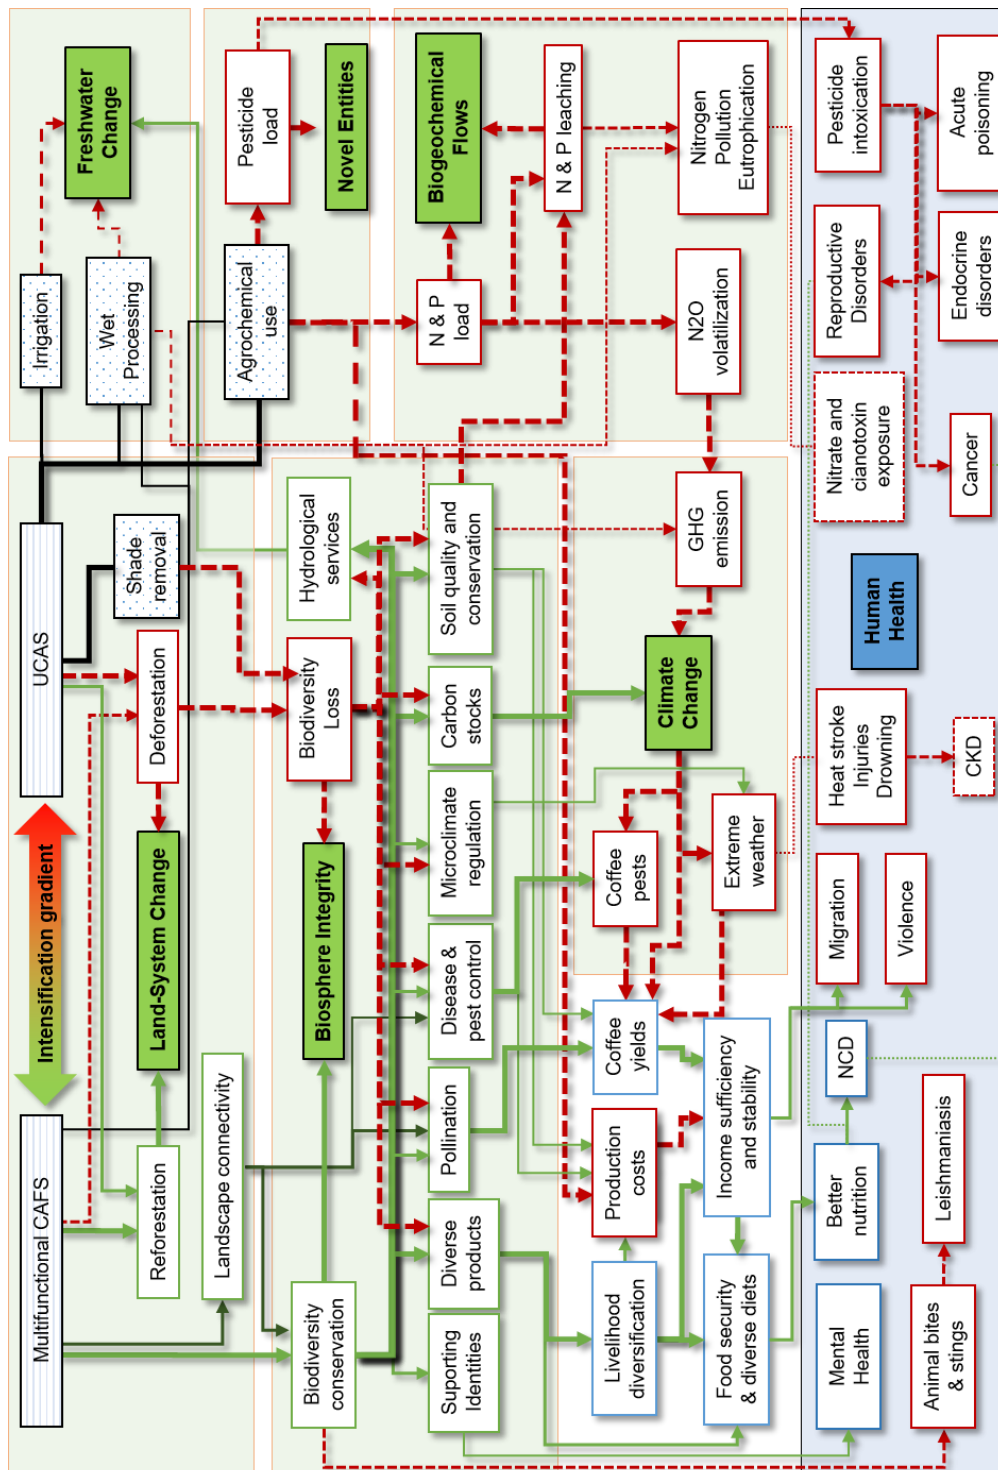 Multifunctional CAFS
Intensification gradient
UCAS
Irrigation
Freshwater
Change
Wet
Processing
Shade
removal
Reforestation
Land-System Change
Deforestation
Landscape connectivity
Agrochemical
use
Pesticide
load
Novel Entities
Biodiversity
conservation
Biosphere Integrity
Biodiversity
Loss
Hydrological
services
Suporting
Identities
Diverse
products
Pollination
Disease &
pest control
Microclimate
regulation
Carbon
stocks
Soil quality and
conservation
N & P
load
Biogeochemical
Flows
N & P leaching
Livelihood
diversification
Production
costs
Coffee
yields
Coffee
pests
Climate
Change
GHG
emission
N2O
volatilization
Nitrogen
Pollution
Eutrophication
Food security
& diverse diets
Income sufficiency
and stability
Extreme
weather
Mental
Health
Better
nutrition
NCD
Migration
Heat stroke
Injuries
Drowning
Human
Health
Nitrate and
cianotoxin
exposure
Reproductive
Disorders
Pesticide
intoxication
Animal bites
& stings
Leishmaniasis
Violence
CKD
Cancer
Endocrine
disorders
Acute
poisoning